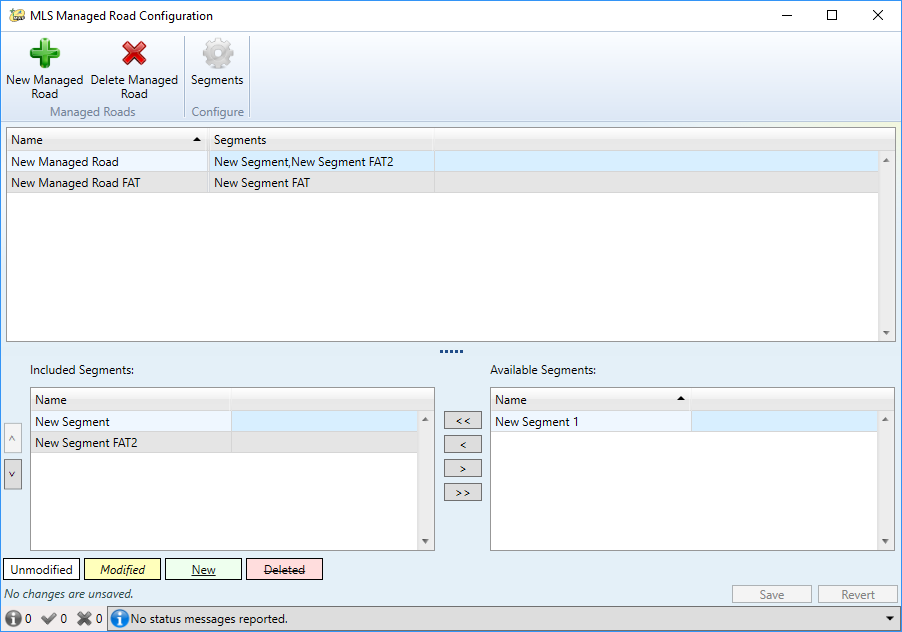 MLS Managed Road Configuration
New Managed Road
Delete Managed Road
Segments
Managed Roads
Configure
Name
Segments
New Managed Road
New Segment,New Segment FAT2
New Managed Road FAT
New Segment FAT
Included Segments:
Available Segments:
Name
Name
New Segment
New Segment 1
New Segment FAT2
<<
<
>
>>
Unmodified
Modified
New
Deleted
No changes are unsaved.
Save
Revert
0
0
0
No status messages reported.